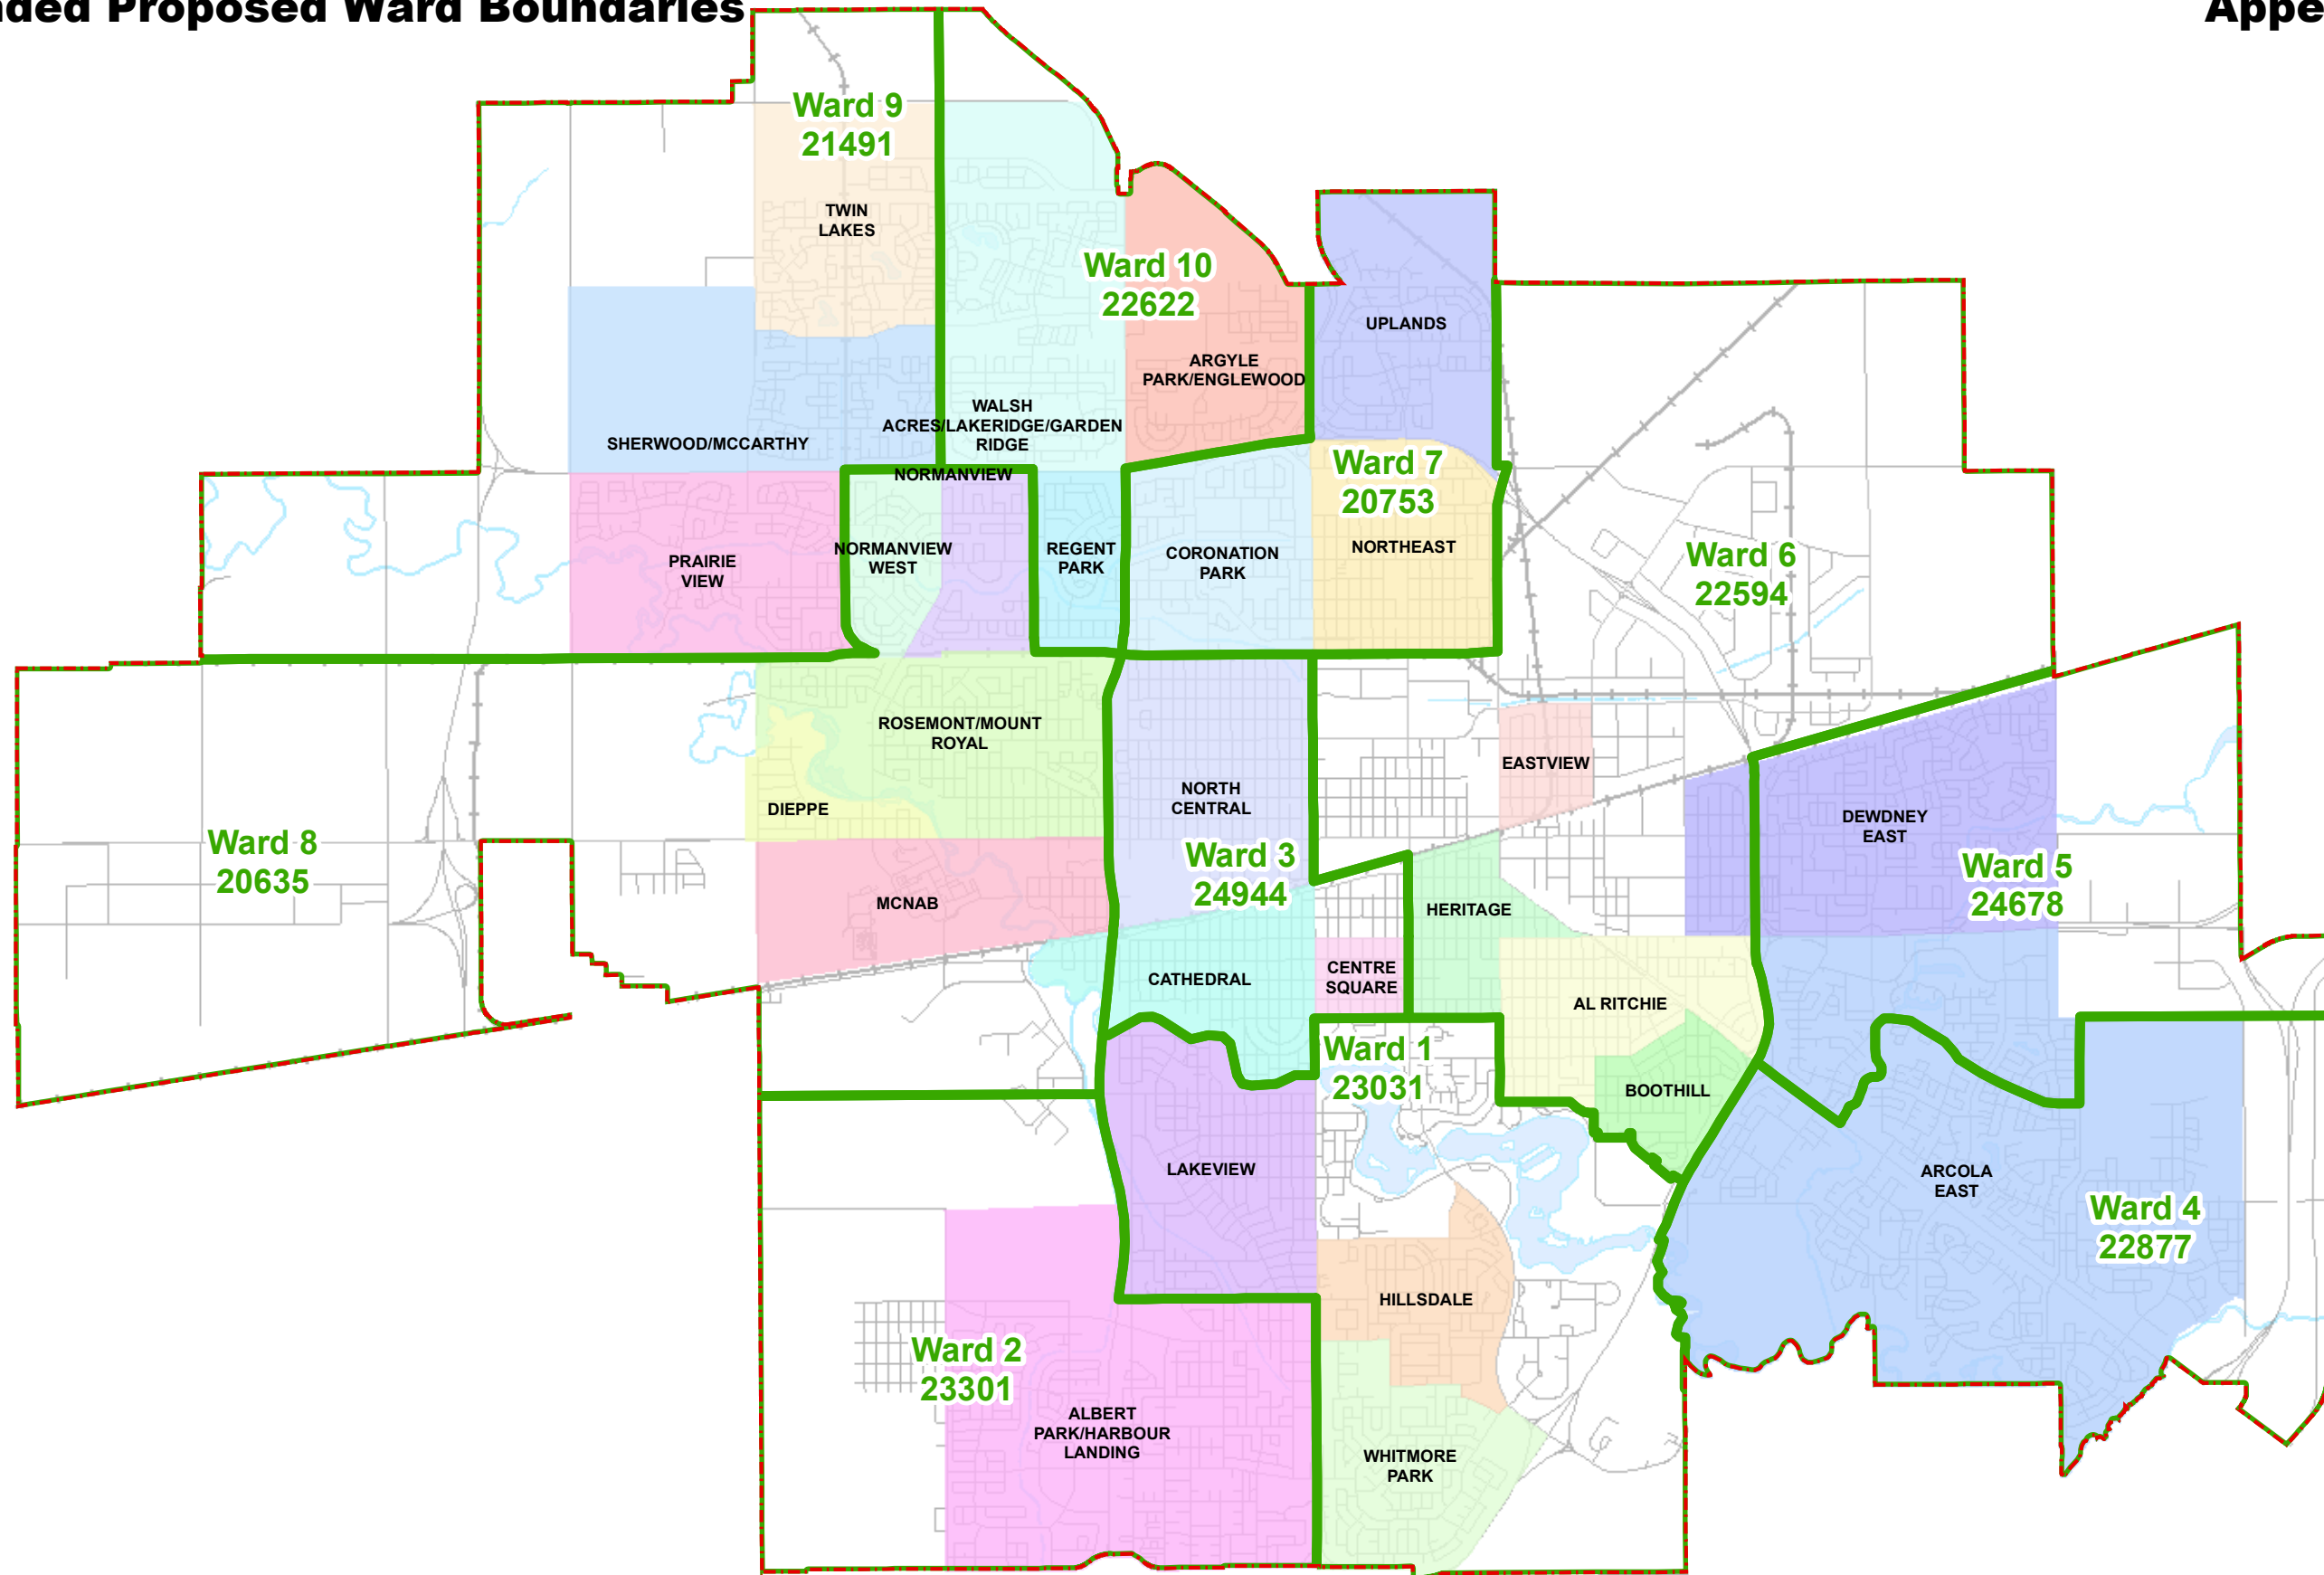 ded Proposed Ward Boundaries
Appe
Ward 9
21491
TWIN
LAKES
Ward 10
22622
UPLANDS
ARGYLE
PARK/ENGLEWOOD
WALSH
ACRES/LAKERIDGE/GARDEN
RIDGE
SHERWOOD/MCCARTHY
NORMANVIEW
Ward 7
20753
PRAIRIE
VIEW
NORMANVIEW
WEST
REGENT
PARK
CORONATION
PARK
NORTHEAST
Ward 6
22594
ROSEMONT/MOUNT
ROYAL
EASTVIEW
DIEPPE
NORTH
CENTRAL
DEWDNEY
EAST
Ward 8
20635
Ward 3
24944
Ward 5
24678
MCNAB
HERITAGE
CATHEDRAL
CENTRE
SQUARE
AL RITCHIE
Ward 1
23031
BOOTHILL
LAKEVIEW
ARCOLA
EAST
Ward 4
22877
HILLSDALE
Ward 2
23301
ALBERT
PARK/HARBOUR
LANDING
WHITMORE
PARK